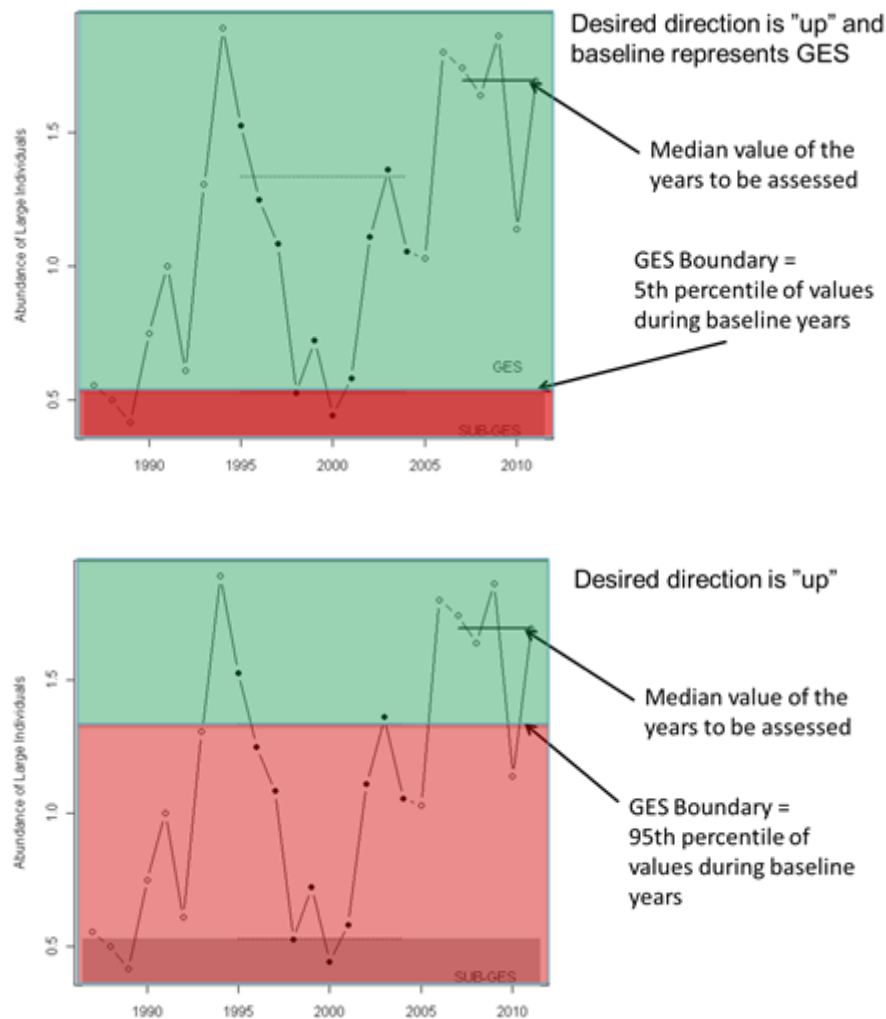 Desired direction is ”up” and
baseline represents GES
Abundance of Large Individuals
1.5
1.0
0.5
Median value of the
years to be assessed
GES Boundary =
5th percentile of values
during baseline years
GES
SUB-GES
1990 1995 2000 2005 2010
Desired direction is ”up”
Abundance of Large Individuals
1.5
1.0
0.5
Median value of the
years to be assessed
GES Boundary =
95th percentile of
values during baseline
years
SUB-GES
1990 1995 2000 2005 2010